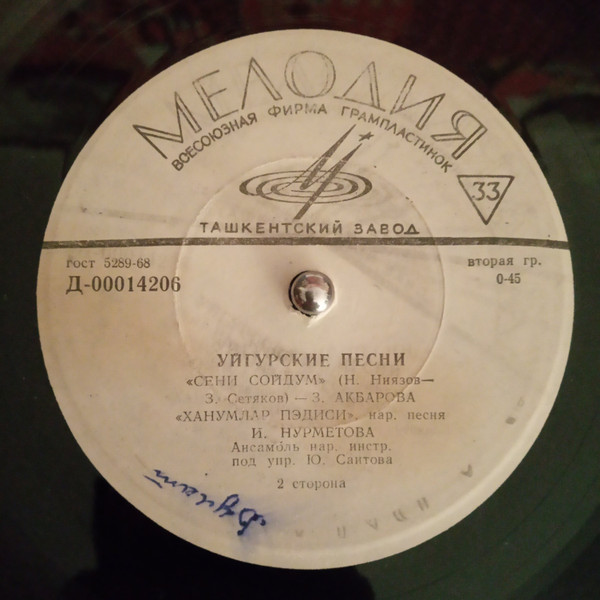 МЕЛОДИЯ
ВСЕСОЮЗНАЯ ФИРМА ГРАМПЛАСТИНОК
33
ТАШКЕНТСКИЙ ЗАВОД
гост 5289-68
Д-00014206
вторая гр.
0-45
УЙГУРСКИЕ ПЕСНИ
«СЕНИ СОЙДУМ» (Н. Ниязов—
З. Сетяков) — З. АКБАРОВА
«ХАНУМЛАР ПЭДИСИ», нар. песня
И. НУРМЕТОВА
Ансамбль нар. инстр.
под упр. Ю. Саитова
2 сторона